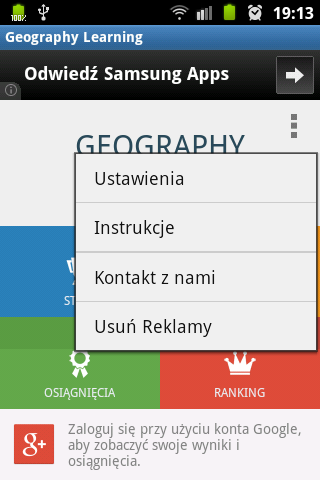 100%
19:13
Geography Learning
Odwiedź Samsung Apps
GEOGRAPHY
Ustawienia
Instrukcje
Kontakt z nami
Usuń Reklamy
OSIĄGNIĘCIA
RANKING
g+
Zaloguj się przy użyciu konta Google,
aby zobaczyć swoje wyniki i
osiągnięcia.